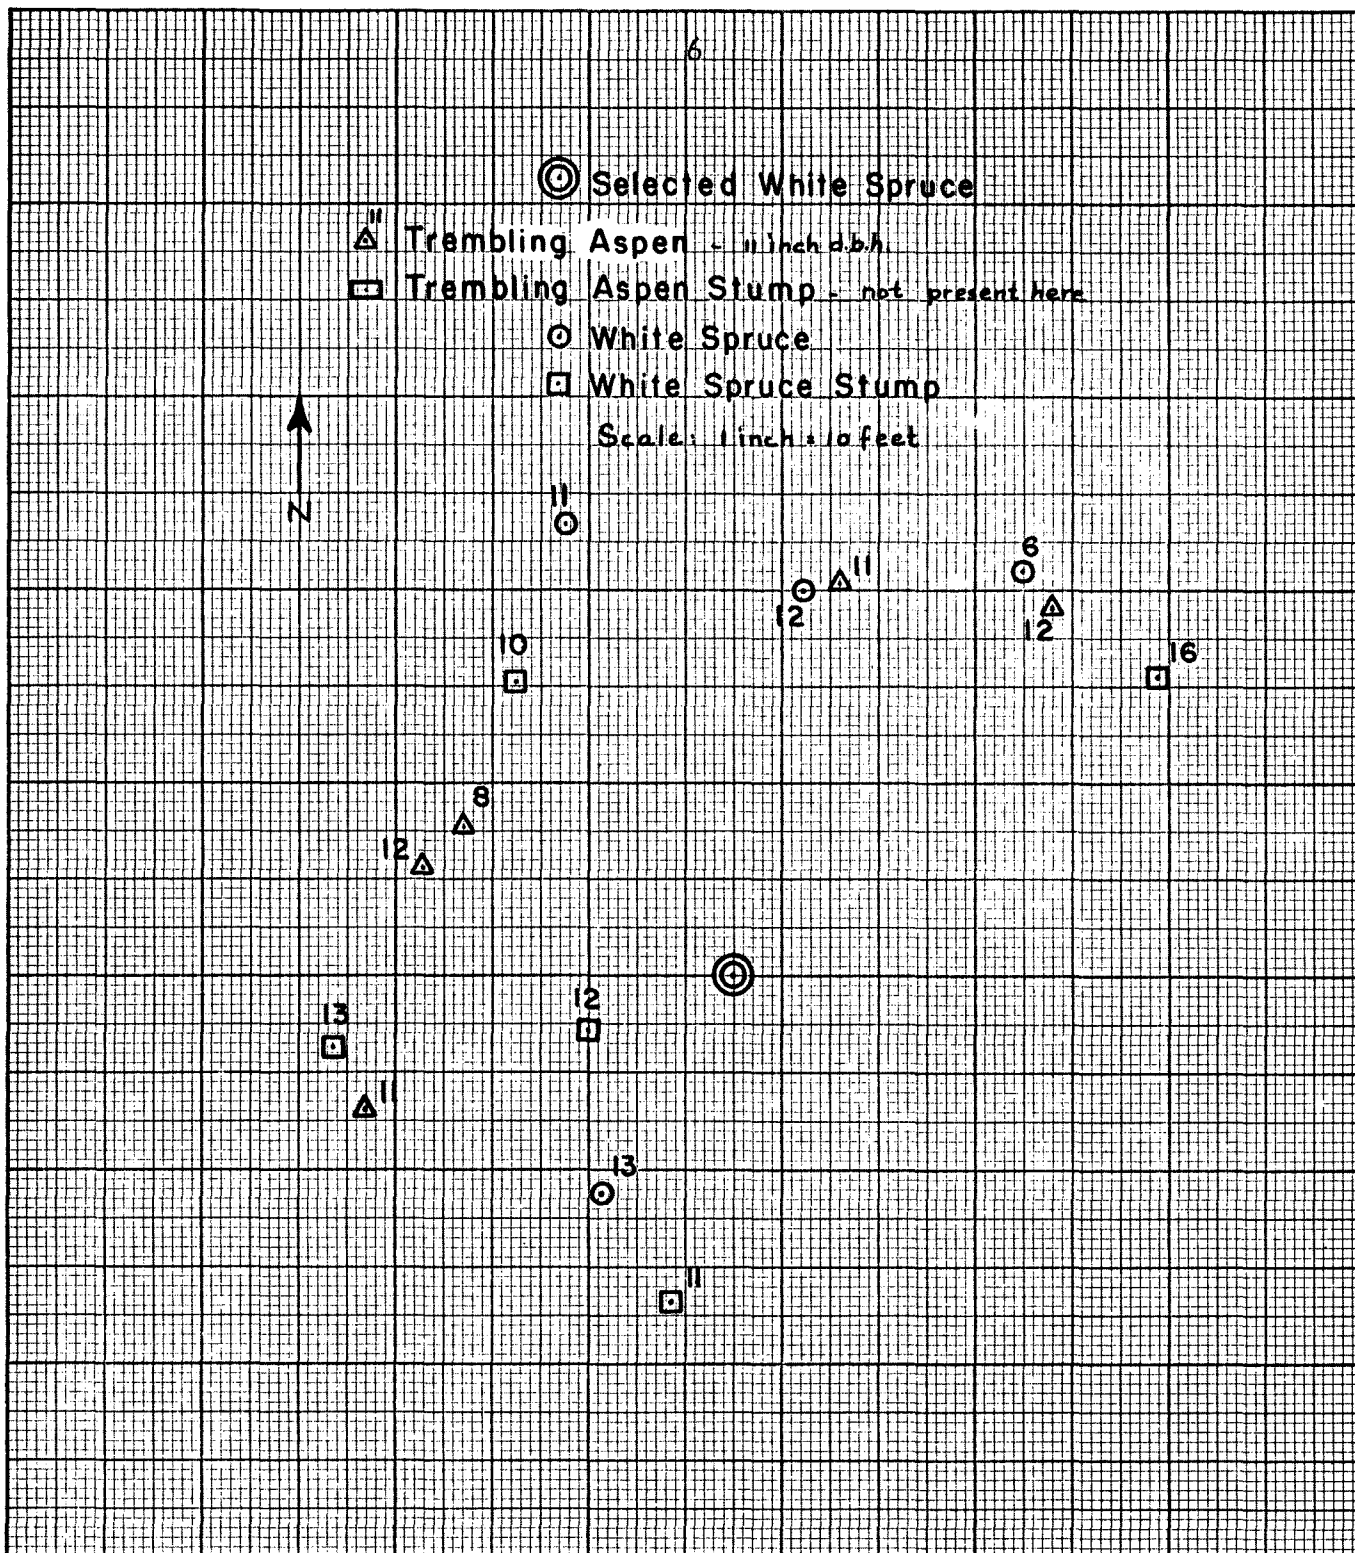 6
Selected White Spruce
11
Trembling Aspen - 11 inch d.b.h.
Trembling Aspen Stump - not present here
White Spruce
White Spruce Stump
Scale: 1 inch = 10 feet
N
11
6
11
12
12
10
16
8
12
12
13
11
13
11